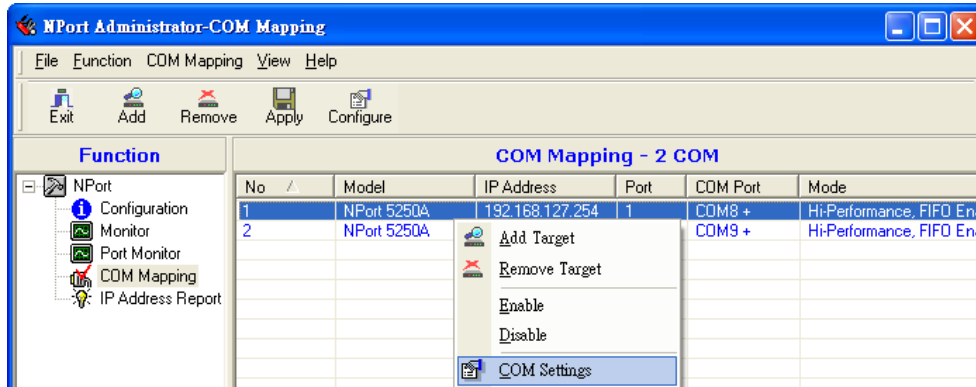 NPort Administrator-COM Mapping
File Function COM Mapping View Help
Exit Add Remove Apply Configure
Function
COM Mapping - 2 COM
NPort
Configuration
Monitor
Port Monitor
COM Mapping
IP Address Report
No Model IP Address Port COM Port Mode
1 NPort 5250A 192.168.127.254 1 COM8 + Hi-Performance, FIFO En
2 NPort 5250A COM9 + Hi-Performance, FIFO En
Add Target
Remove Target
Enable
Disable
COM Settings